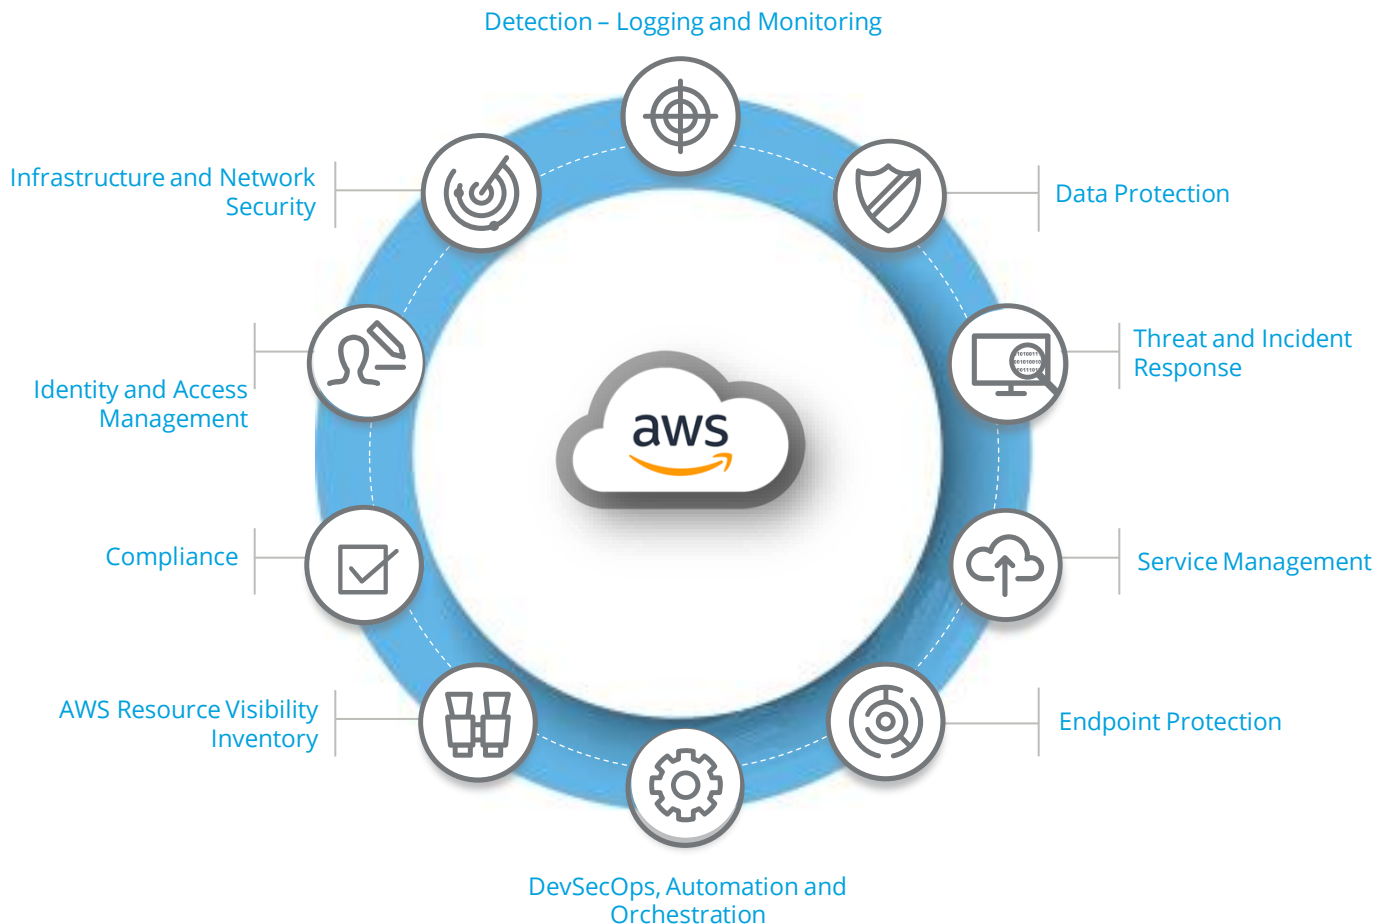 Detection – Logging and Monitoring
Infrastructure and Network
Security
Data Protection
Threat and Incident
Response
Identity and Access
Management
aws
Compliance
Service Management
AWS Resource Visibility
Inventory
Endpoint Protection
DevSecOps, Automation and
Orchestration